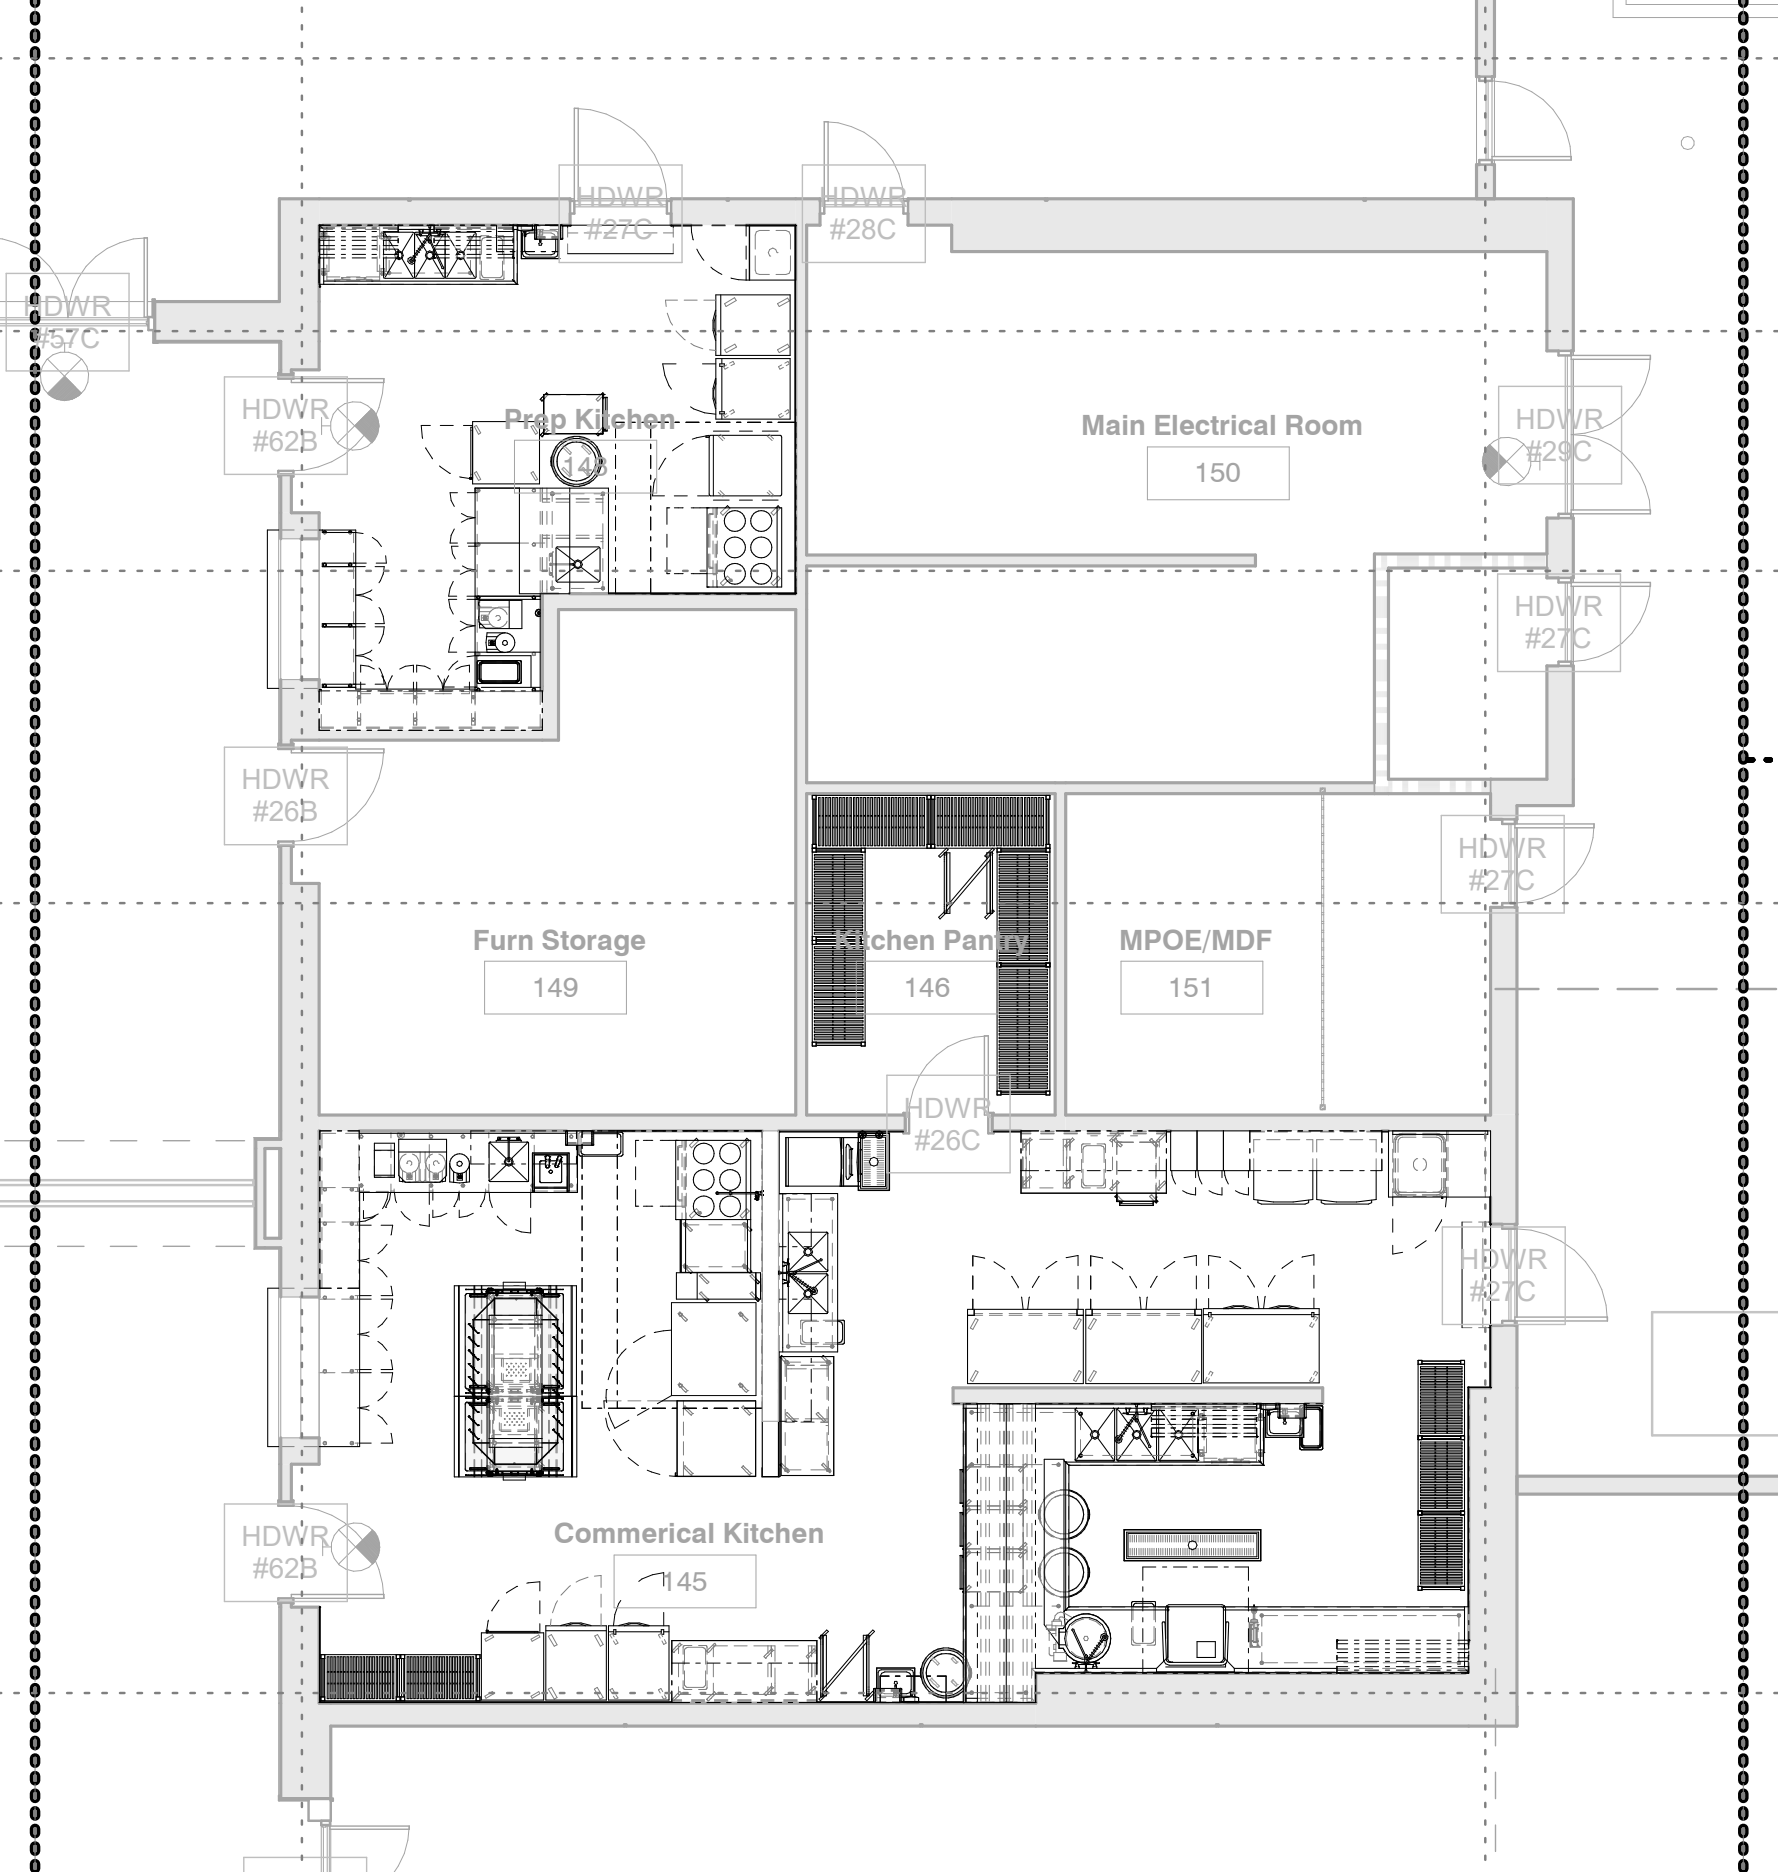 HDWR
#27C
HDWR
#28C
HDWR
#57C
HDWR
#62B
Prep Kitchen
148
Main Electrical Room
150
HDWR
#29C
HDWR
#27C
HDWR
#26B
HDWR
#27C
Furn Storage
149
Kitchen Pantry
146
MPOE/MDF
151
HDWR
#26C
HDWR
#27C
HDWR
#62B
Commerical Kitchen
145